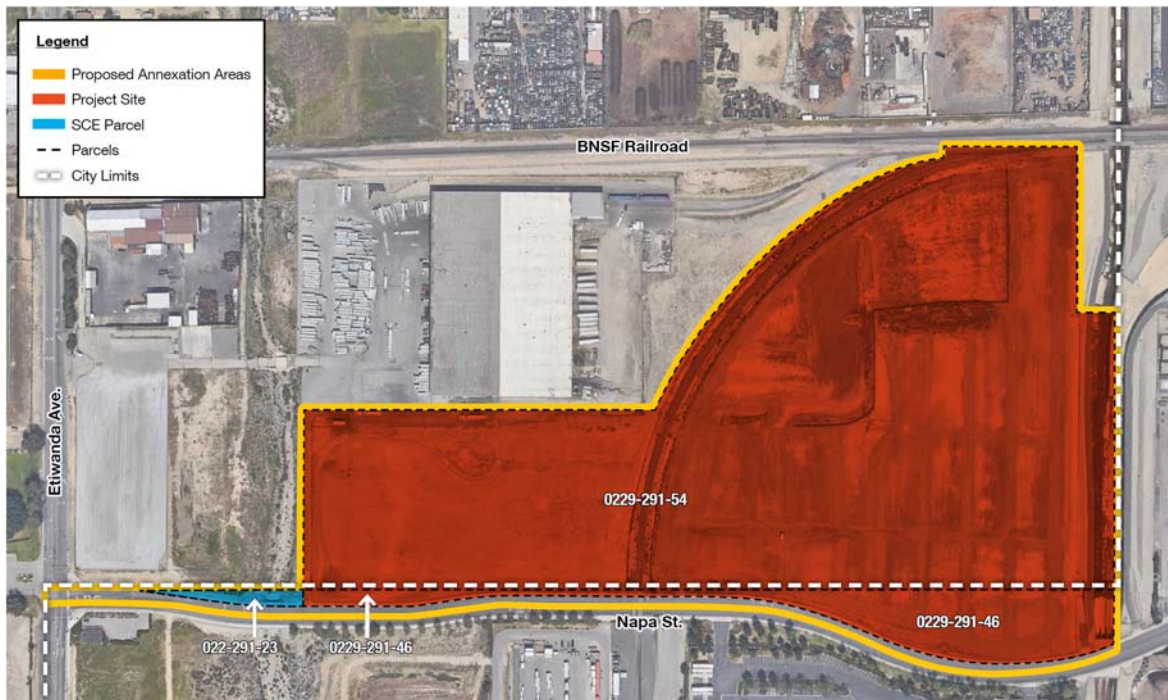 Legend
Proposed Annexation Areas
Project Site
SCE Parcel
Parcels
City Limits
BNSF Railroad
Etiwanda Ave.
0229-291-54
022-291-23
0229-291-46
Napa St.
0229-291-46